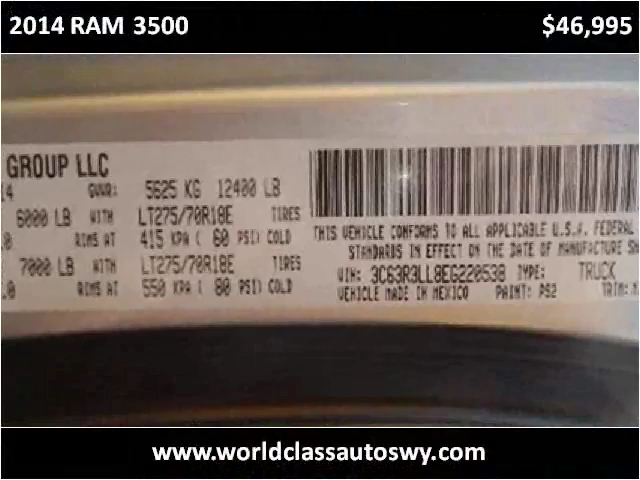 2014 RAM 3500 $46,995
GROUP LLC
GVWR: 5625 KG 12400 LB
6000 LB WITH LT275/70R18E TIRES
RIMS AT 415 KPA ( 60 PSI) COLD
7000 LB WITH LT275/70R18E TIRES
RIMS AT 550 KPA ( 80 PSI) COLD
THIS VEHICLE CONFORMS TO ALL APPLICABLE U.S.A. FEDERAL
STANDARDS IN EFFECT ON THE DATE OF MANUFACTURE
VIN: 3C63R3LL8EG220538 TYPE: TRUCK
VEHICLE MADE IN MEXICO PAINT: PS2 TRIM:
www.worldclassautoswy.com